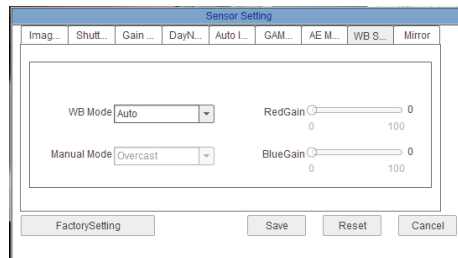 Sensor Setting
Imag... Shutt... Gain ... DayN... Auto I... GAM... AE M... WB S... Mirror
WB Mode Auto RedGain 0
0 100
Manual Mode Overcast BlueGain 0
0 100
FactorySetting Save Reset Cancel